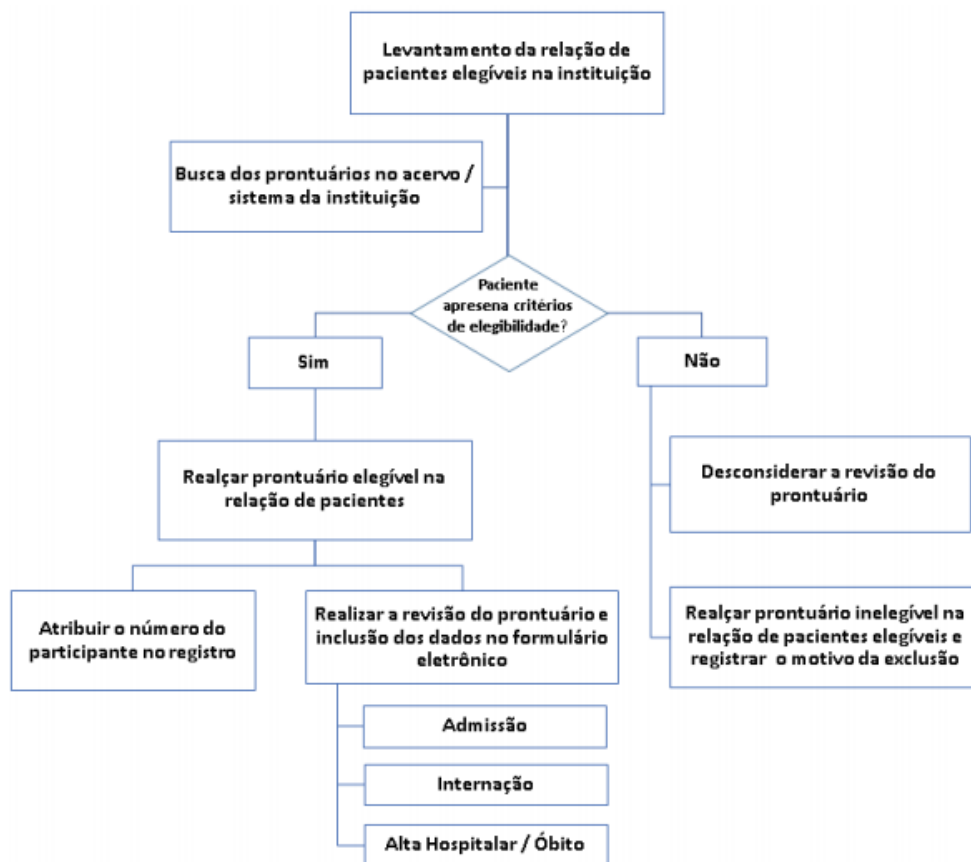 Levantamento da relação de
pacientes elegíveis na instituição
Busca dos prontuários no acervo /
sistema da instituição
Paciente
apresena critérios
de elegibilidade?
Sim
Não
Realçar prontuário elegível na
relação de pacientes
Desconsiderar a revisão do
prontuário
Atribuir o número do
participante no registro
Realizar a revisão do prontuário e
inclusão dos dados no formulário
eletrônico
Realçar prontuário inelegível na
relação de pacientes elegíveis e
registrar o motivo da exclusão
Admissão
Internação
Alta Hospitalar / Óbito